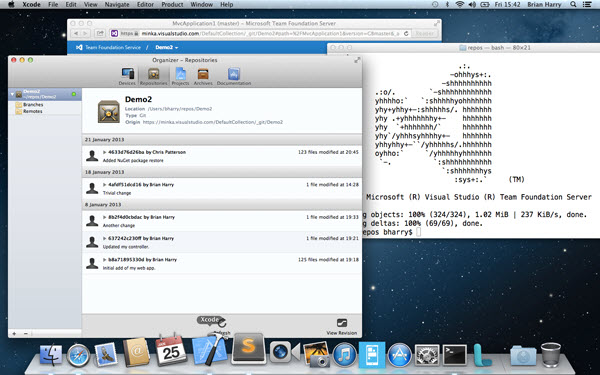 Xcode File Edit View Navigate Editor Product Window Help
Fri 15:42 Brian Harry
MvcApplication1 (master) – Microsoft Team Foundation Server
minka.visualstudio.com/DefaultCollection/_git/Demo2#path=%2FMvcApplication1&version=CBmaster&
Team Foundation Service / Demo2
Organizer – Repositories
Devices Repositories Projects Archives Documentation
Demo2
/repos/Demo2
Branches
Remotes
Demo2
Location /Users/bharry/repos/Demo2
Type Git
Origin https://minka.visualstudio.com/DefaultCollection/_git/Demo2
21 January 2013
4633d76d26ba by Chris Patterson 123 files modified at 20:45
Added NuGet package restore
18 January 2013
4afdf51dcd16 by Brian Harry 1 file modified at 14:28
Trivial change
8 January 2013
8b2f4d0cbdac by Brian Harry 1 file modified at 19:33
Another change
637242c230ff by Brian Harry 1 file modified at 19:21
Updated my controller.
b8a71895330d by Brian Harry 125 files modified at 19:18
Initial add of my web app.
View Revision
repos — bash — 80×21
(TM)
Microsoft (R) Visual Studio (R) Team Foundation Server
g objects: 100% (324/324), 1.02 MiB | 237 KiB/s, done.
g deltas: 100% (69/69), done.
repos bharry$
Xcode
JAN
25